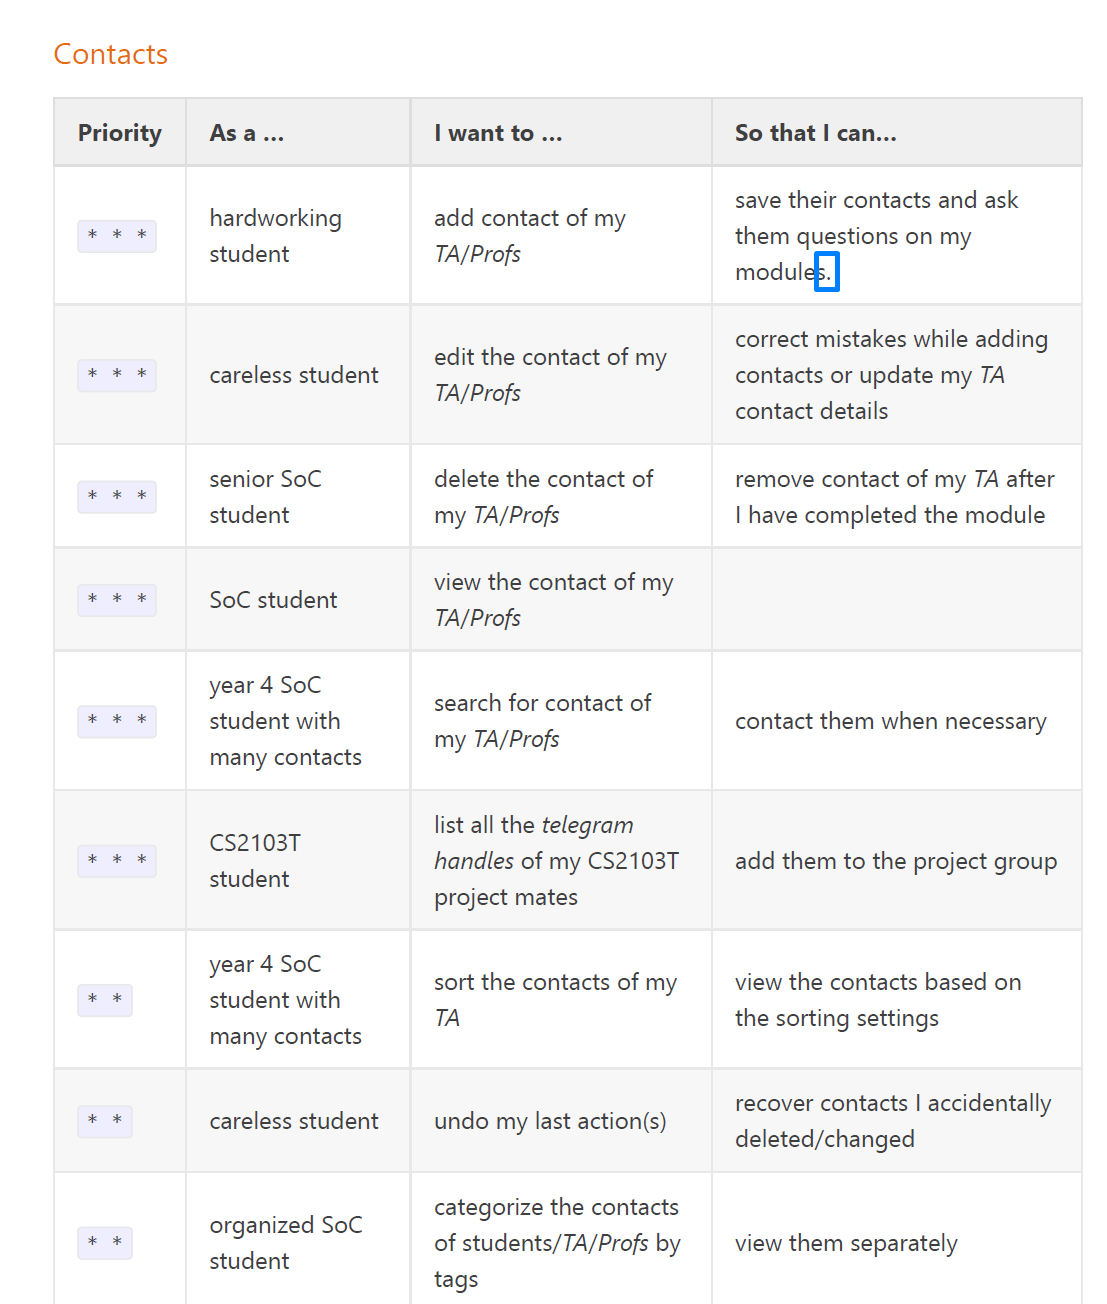 Contacts
Priority As a ... I want to ... So that I can...
* * * hardworking student add contact of my TA/Profs save their contacts and ask them questions on my modules.
* * * careless student edit the contact of my TA/Profs correct mistakes while adding contacts or update my TA contact details
* * * senior SoC student delete the contact of my TA/Profs remove contact of my TA after I have completed the module
* * * SoC student view the contact of my TA/Profs
* * * year 4 SoC student with many contacts search for contact of my TA/Profs contact them when necessary
* * * CS2103T student list all the telegram handles of my CS2103T project mates add them to the project group
* * year 4 SoC student with many contacts sort the contacts of my TA view the contacts based on the sorting settings
* * careless student undo my last action(s) recover contacts I accidentally deleted/changed
* * organized SoC student categorize the contacts of students/TA/Profs by tags view them separately